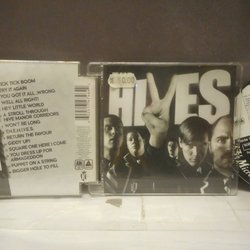 TICK TICK BOOM
TRY IT AGAIN
YOU GOT IT ALL...WRONG
WELL ALL RIGHT!
HEY LITTLE WORLD
A STROLL THROUGH
HIVE MANOR CORRIDORS
WON'T BE LONG
T.H.E.H.I.V.E.S.
RETURN THE FAVOUR
GIDDY UP!
SQUARE ONE HERE I COME
YOU DRESS UP FOR
ARMAGEDDON
PUPPET ON A STRING
BIGGER HOLE TO FILL
HIVES